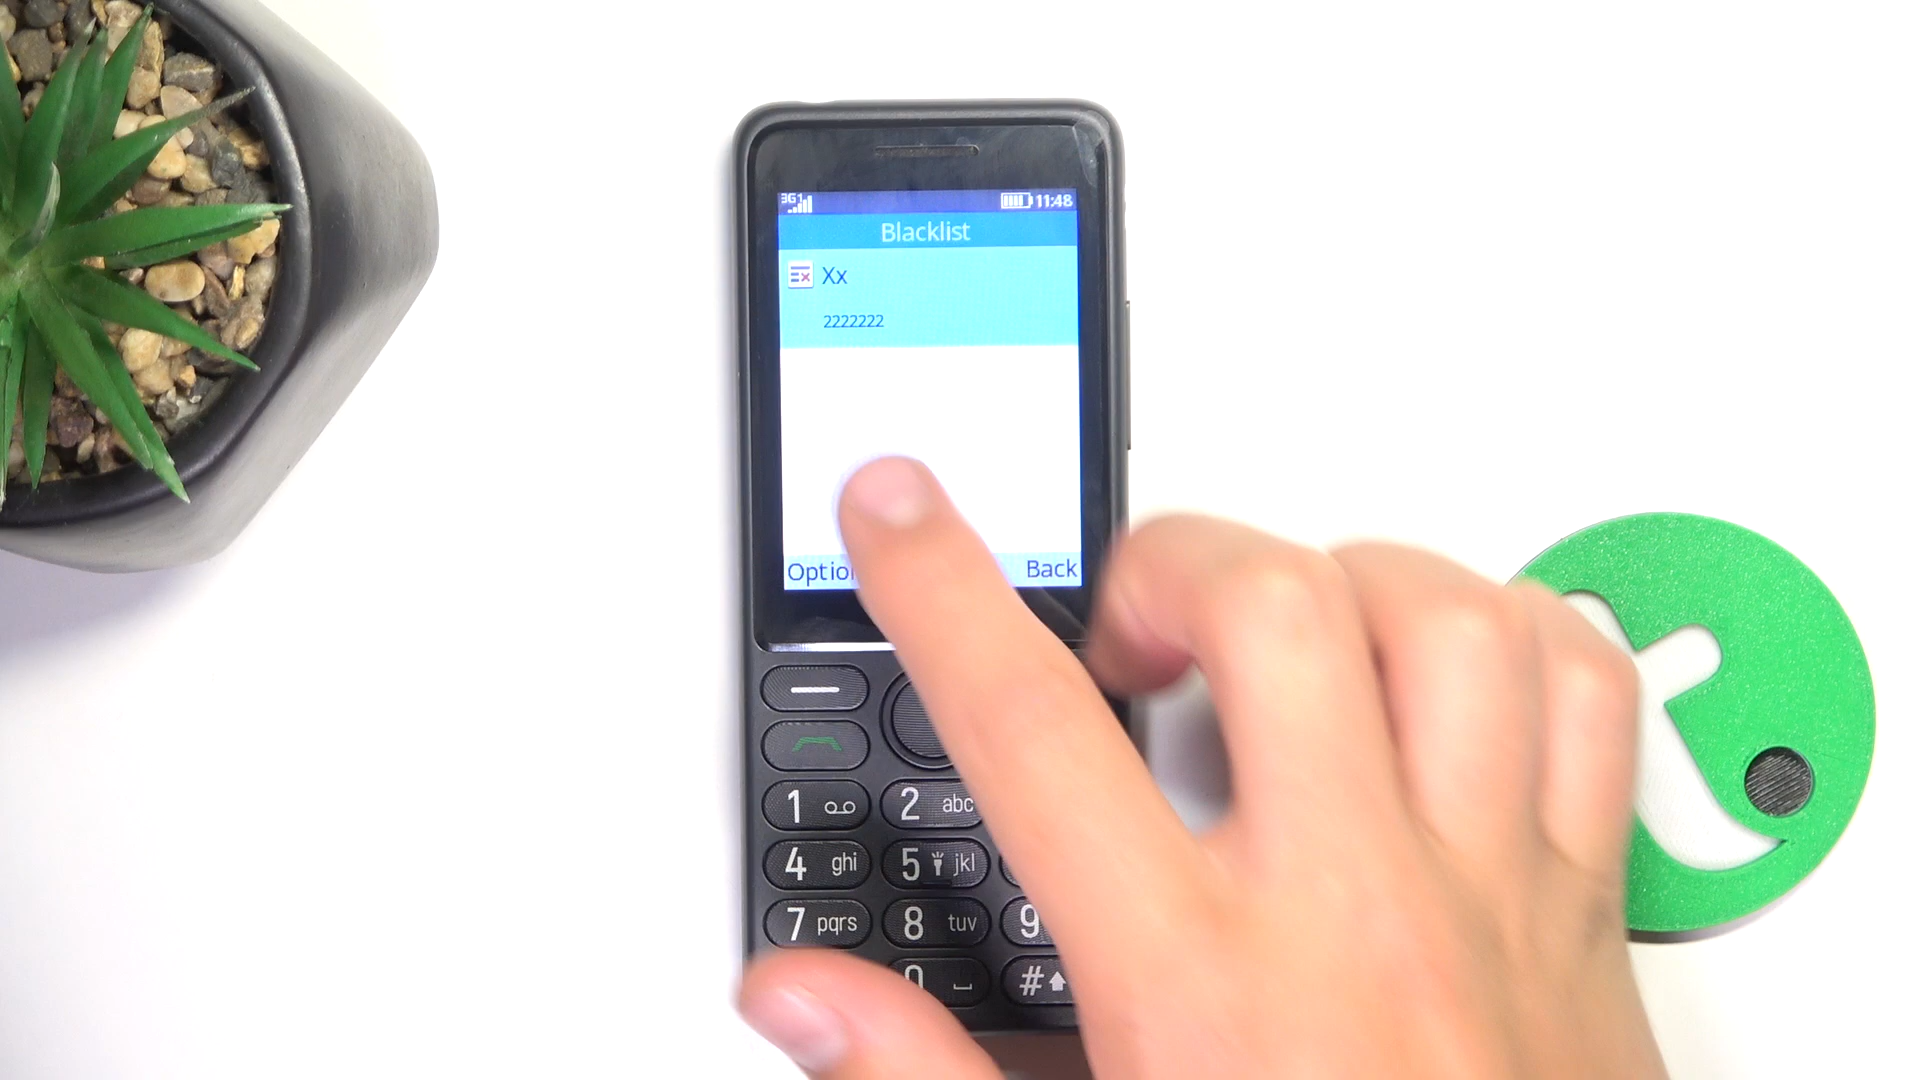 3G 1 11:48
Blacklist
Xx
2222222
Back
1
2 abc
4 ghi
5 jkl
7 pqrs
8 tuv
9
#